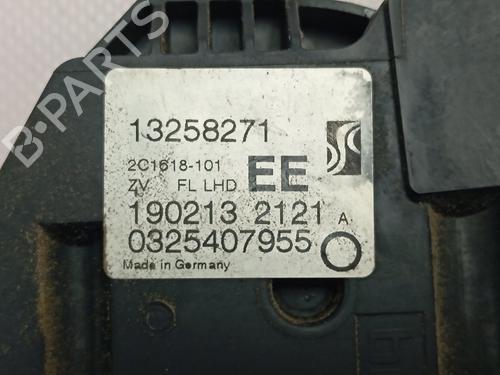 13258271
2C1618-101
ZV FL LHD EE
190213 2121 A
0325407955
Made in Germany
B-PARTS